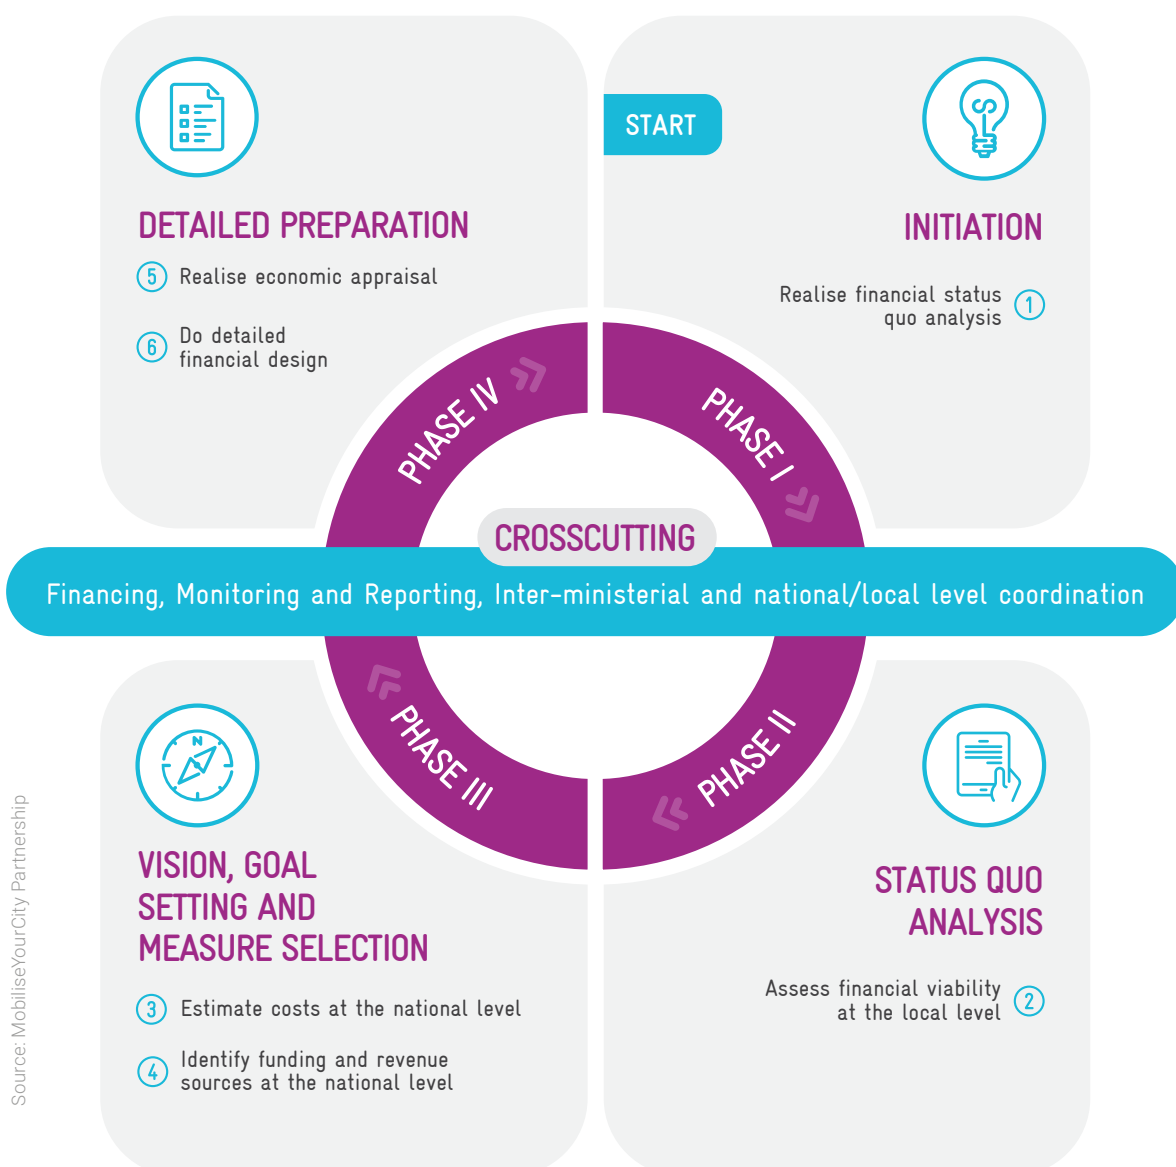 START
INITIATION
Realise financial status
quo analysis
1
PHASE I
STATUS QUO
ANALYSIS
Assess financial viability
at the local level
2
PHASE II
VISION, GOAL
SETTING AND
MEASURE SELECTION
3 Estimate costs at the national level
4 Identify funding and revenue
sources at the national level
PHASE III
DETAILED PREPARATION
5 Realise economic appraisal
6 Do detailed
financial design
PHASE IV
CROSSCUTTING
Financing, Monitoring and Reporting, Inter-ministerial and national/local level coordination
N
Source: MobiliseYourCity Partnership